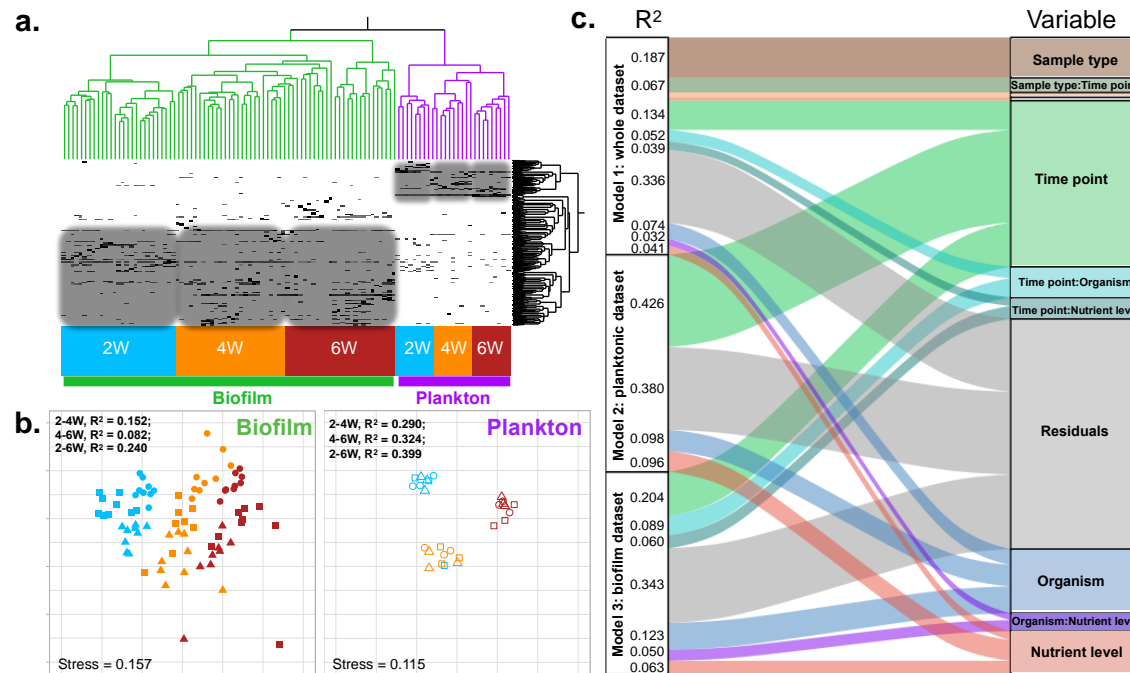 a.
2W 4W 6W 2W 4W 6W
Biofilm Plankton
b.
2-4W, R² = 0.152;
4-6W, R² = 0.082;
2-6W, R² = 0.240
Biofilm
Stress = 0.157
2-4W, R² = 0.290;
4-6W, R² = 0.324;
2-6W, R² = 0.399
Plankton
Stress = 0.115
c.
R² Variable
Model 1: whole dataset
0.187
0.067
0.134
0.052
0.039
0.336
0.074
0.032
0.041
Model 2: planktonic dataset
0.426
0.380
0.098
0.096
Model 3: biofilm dataset
0.204
0.089
0.060
0.343
0.123
0.050
0.063
Sample type
Sample type:Time poin
Time point
Time point:Organism
Time point:Nutrient lev
Residuals
Organism
Organism:Nutrient lev
Nutrient level